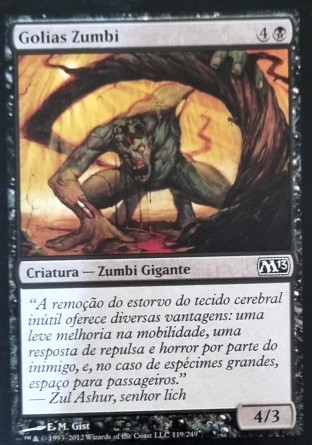 Golias Zumbi 4
Criatura — Zumbi Gigante M13
“A remoção do estorvo do tecido cerebral
inútil oferece diversas vantagens: uma
leve melhoria na mobilidade, uma
resposta de repulsa e horror por parte do
inimigo, e, no caso de espécimes grandes,
espaço para passageiros.”
— Zul Ashur, senhor lich
E. M. Gist
™ & © 1993–2012 Wizards of the Coast LLC 119/249
4/3